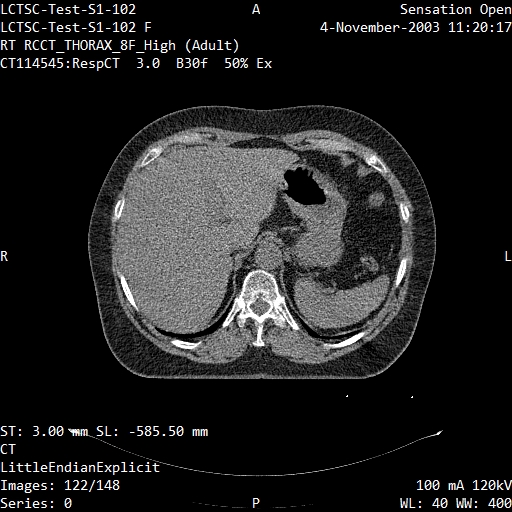 LCTSC-Test-S1-102
A
Sensation Open
LCTSC-Test-S1-102 F
4-November-2003 11:20:17
RT RCCT_THORAX_8F_High (Adult)
CT114545:RespCT 3.0 B30f 50% Ex
R
L
ST: 3.00 mm SL: -585.50 mm
CT
LittleEndianExplicit
Images: 122/148
100 mA 120kV
Series: 0
P
WL: 40 WW: 400